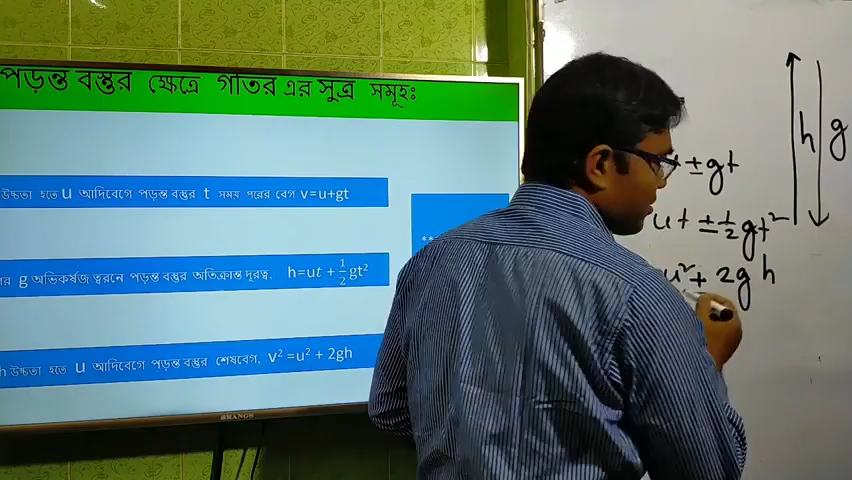 পড়ন্ত বস্তুর ক্ষেত্রে গতির এর সুত্র সমূহঃ
উচ্চতা হতে u আদিবেগে পড়ন্ত বস্তুর t সময় পরের বেগ v=u+gt
g অভিকর্ষজ ত্বরনে পড়ন্ত বস্তুর অতিক্রান্ত দূরত্ব, h=ut + 1/2 gt²
h উচ্চতা হতে u আদিবেগে পড়ন্ত বস্তুর শেষবেগ, v² =u² + 2gh
**
BRANGS
± gt
ut ± 1/2 gt²
u² + 2gh
h g